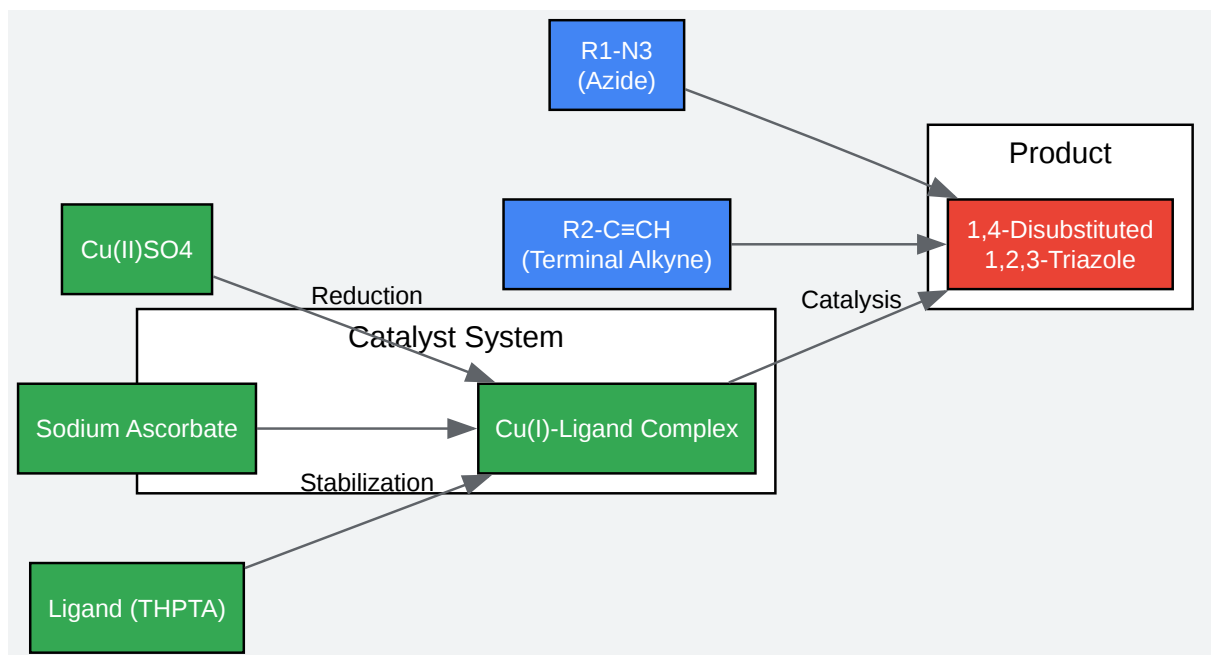 R1-N3
(Azide)
Product
R2-C≡CH
(Terminal Alkyne)
1,4-Disubstituted
1,2,3-Triazole
Cu(II)SO4
Reduction
Catalysis
Catalyst System
Sodium Ascorbate
Cu(I)-Ligand Complex
Stabilization
Ligand (THPTA)